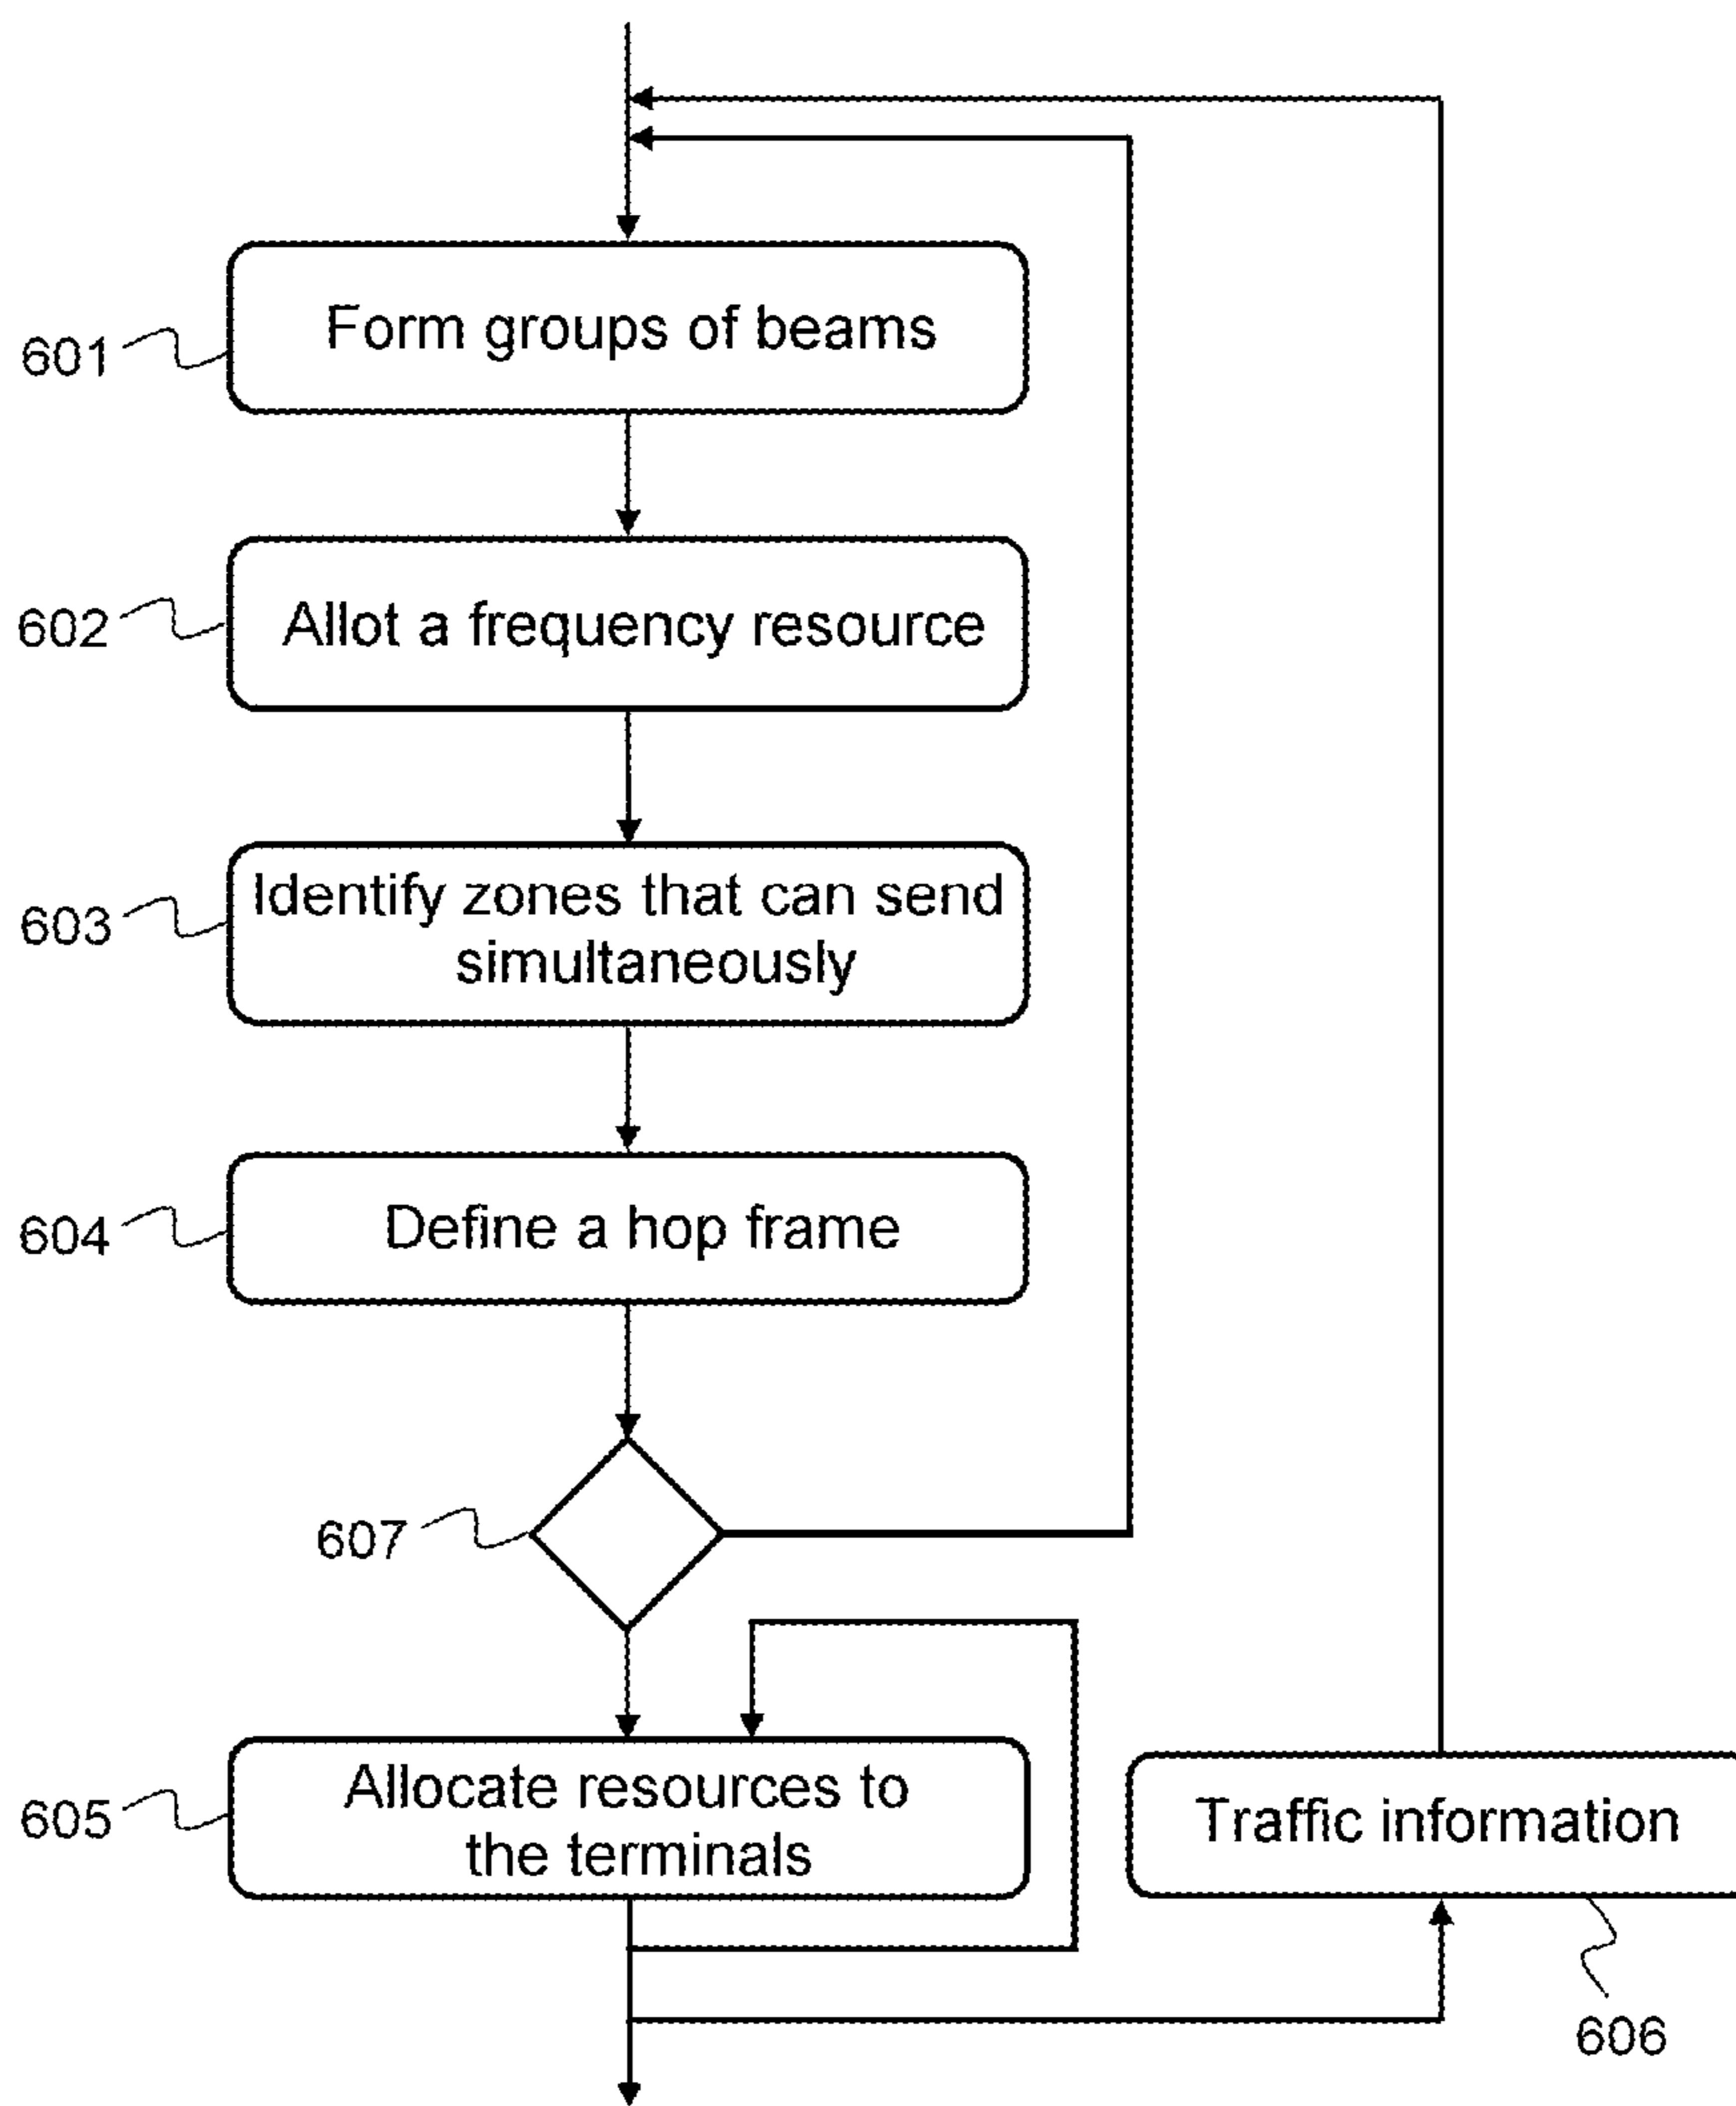 601
Form groups of beams
602
Allot a frequency resource
603
Identify zones that can send
simultaneously
604
Define a hop frame
607
605
Allocate resources to
the terminals
Traffic information
606